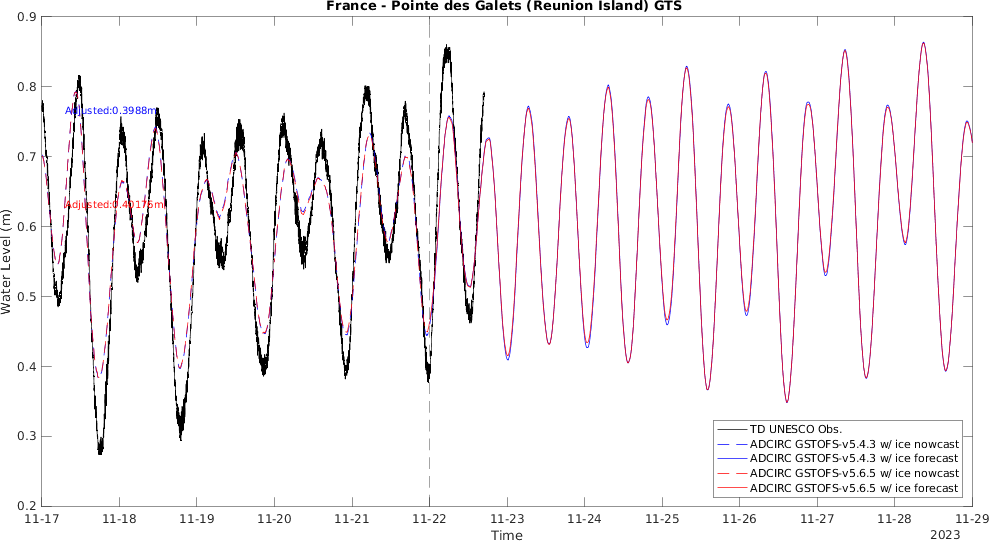 France - Pointe des Galets (Reunion Island) GTS
0.9
0.8
0.7
0.6
0.5
0.4
0.3
0.2
Water Level (m)
Adjusted:0.3988m
Adjusted:0.40175m
TD UNESCO Obs.
ADCIRC GSTOFS-v5.4.3 w/ ice nowcast
ADCIRC GSTOFS-v5.4.3 w/ ice forecast
ADCIRC GSTOFS-v5.6.5 w/ ice nowcast
ADCIRC GSTOFS-v5.6.5 w/ ice forecast
11-17 11-18 11-19 11-20 11-21 11-22 11-23 11-24 11-25 11-26 11-27 11-28 11-29
Time
2023